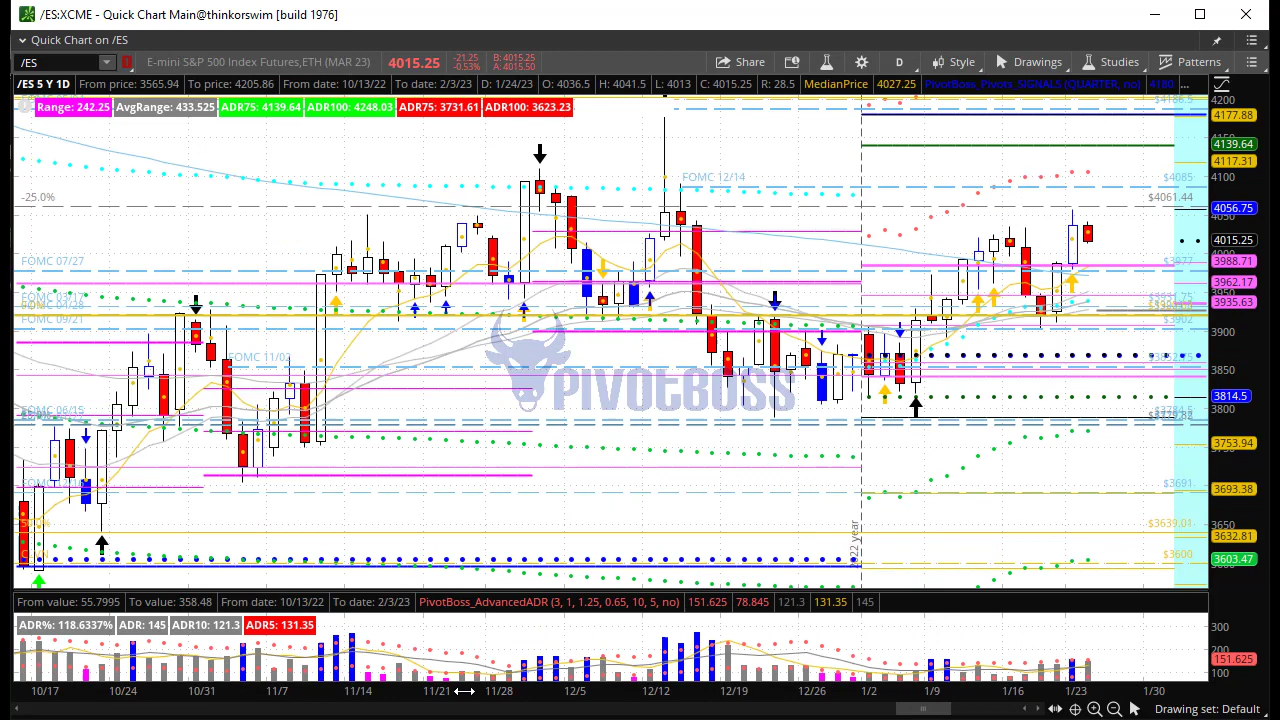 /ES:XCME - Quick Chart Main@thinkorswim [build 1976]
Quick Chart on /ES
/ES E-mini S&P 500 Index Futures,ETH (MAR 23) 4015.25 -21.25 -0.53% B: 4015.25 A: 4015.50 Share D Style Drawings Studies Patterns
/ES 5 Y 1D From price: 3565.94 To price: 4205.86 From date: 10/13/22 To date: 2/3/23 D: 1/24/23 O: 4036.5 H: 4041.5 L: 4013 C: 4015.25 R: 28.5 MedianPrice 4027.25 PivotBoss_Pivots_SIGNALS (QUARTER, no) 4180 ...
Range: 242.25 AvgRange: 433.525 ADR75: 4139.64 ADR100: 4248.03 ADR75: 3731.61 ADR100: 3623.23
4200
4177.88
4139.64
4117.31
4100
FOMC 12/14 $4085
-25.0% $4061.44
4056.75
4015.25
FOMC 07/27 $3977
3988.71
3962.17
3935.63
3900
FOMC 09/21 $3902
FOMC 11/02
3850
3814.5
3800
FOMC 06/15
3753.94
$3691
3693.38
3650
50.0% $3639.01
3632.81
$3600
3603.47
PIVOTBOSS
From value: 55.7995 To value: 358.48 From date: 10/13/22 To date: 2/3/23 PivotBoss_AdvancedADR (3, 1, 1.25, 0.65, 10, 5, no) 151.625 78.845 121.3 131.35 145
ADR%: 118.6337% ADR: 145 ADR10: 121.3 ADR5: 131.35
300
200
151.625
100
10/17 10/24 10/31 11/7 11/14 11/21 11/28 12/5 12/12 12/19 12/26 1/2 1/9 1/16 1/23 1/30
Drawing set: Default